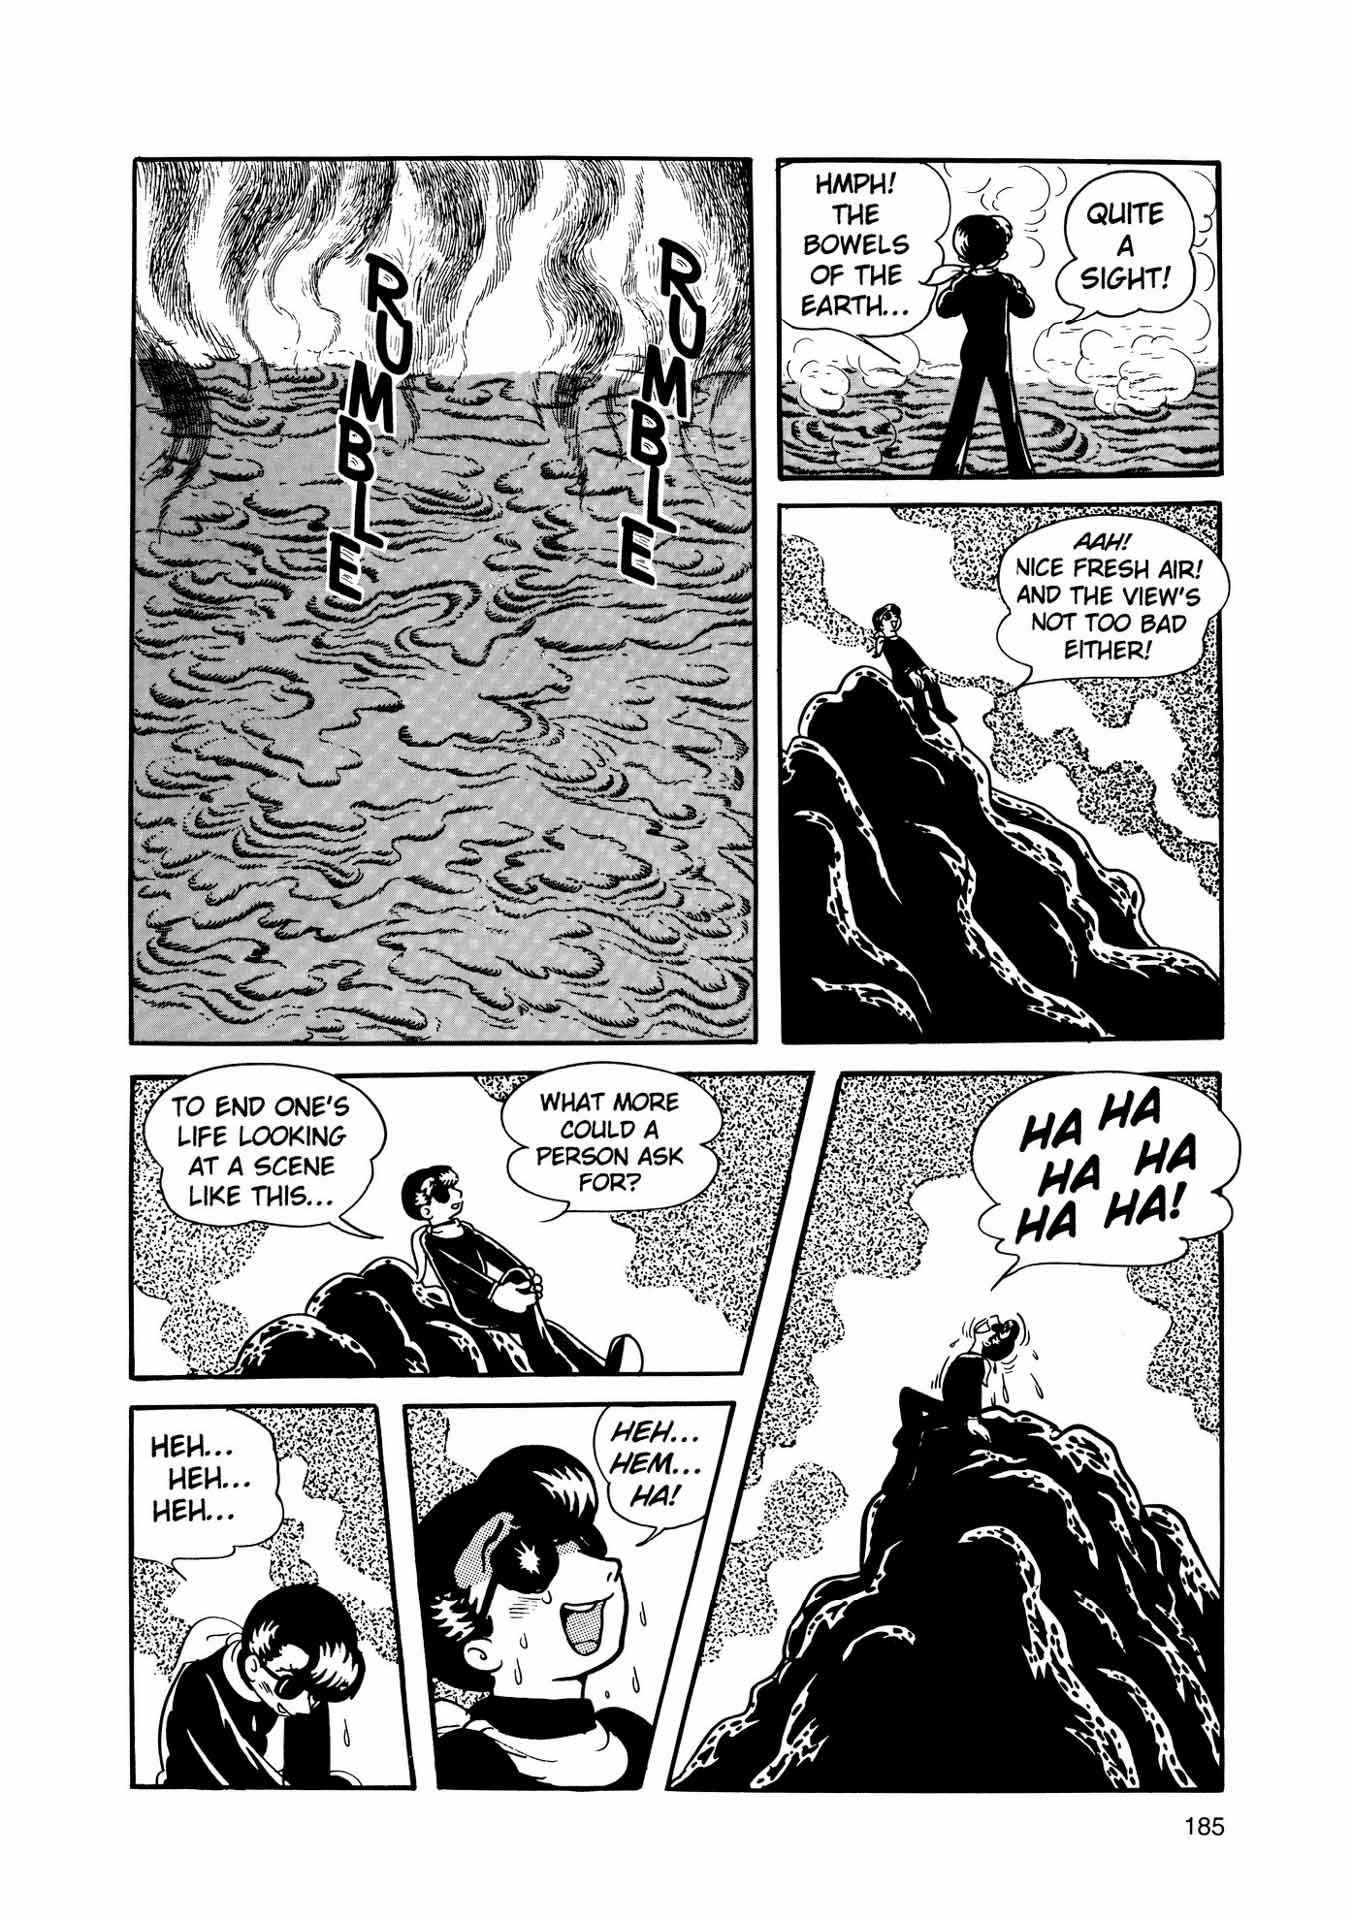 RUMBLE
RUMBLE
HMPH!
THE
BOWELS
OF THE
EARTH...
QUITE
A
SIGHT!
AAH!
NICE FRESH AIR!
AND THE VIEW'S
NOT TOO BAD
EITHER!
TO END ONE'S
LIFE LOOKING
AT A SCENE
LIKE THIS...
WHAT MORE
COULD A
PERSON ASK
FOR?
HEH...
HEH...
HEH...
HEH...
HEM...
HA!
HA HA
HA HA
HA HA!
185